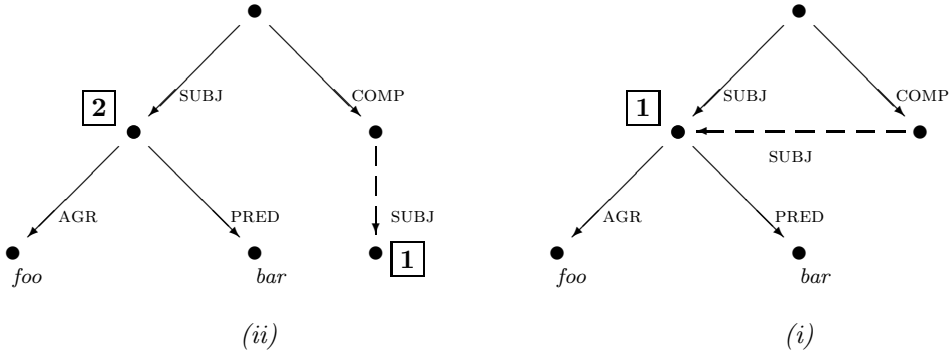 SUBJ COMP
2
AGR PRED SUBJ
1
foo bar
(ii)
SUBJ COMP
1
SUBJ
AGR PRED
foo bar
(i)